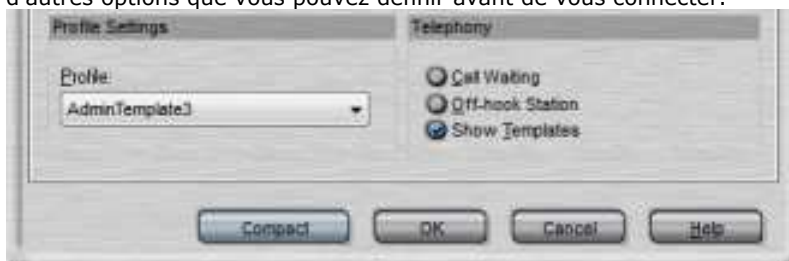 d'autres options que vous pouvez définir avant de vous connecter.
Profile Settings
Telephony
Profile
AdminTemplate3
Call Waiting
Off-hook Station
Show Templates
Compact
OK
Cancel
Help